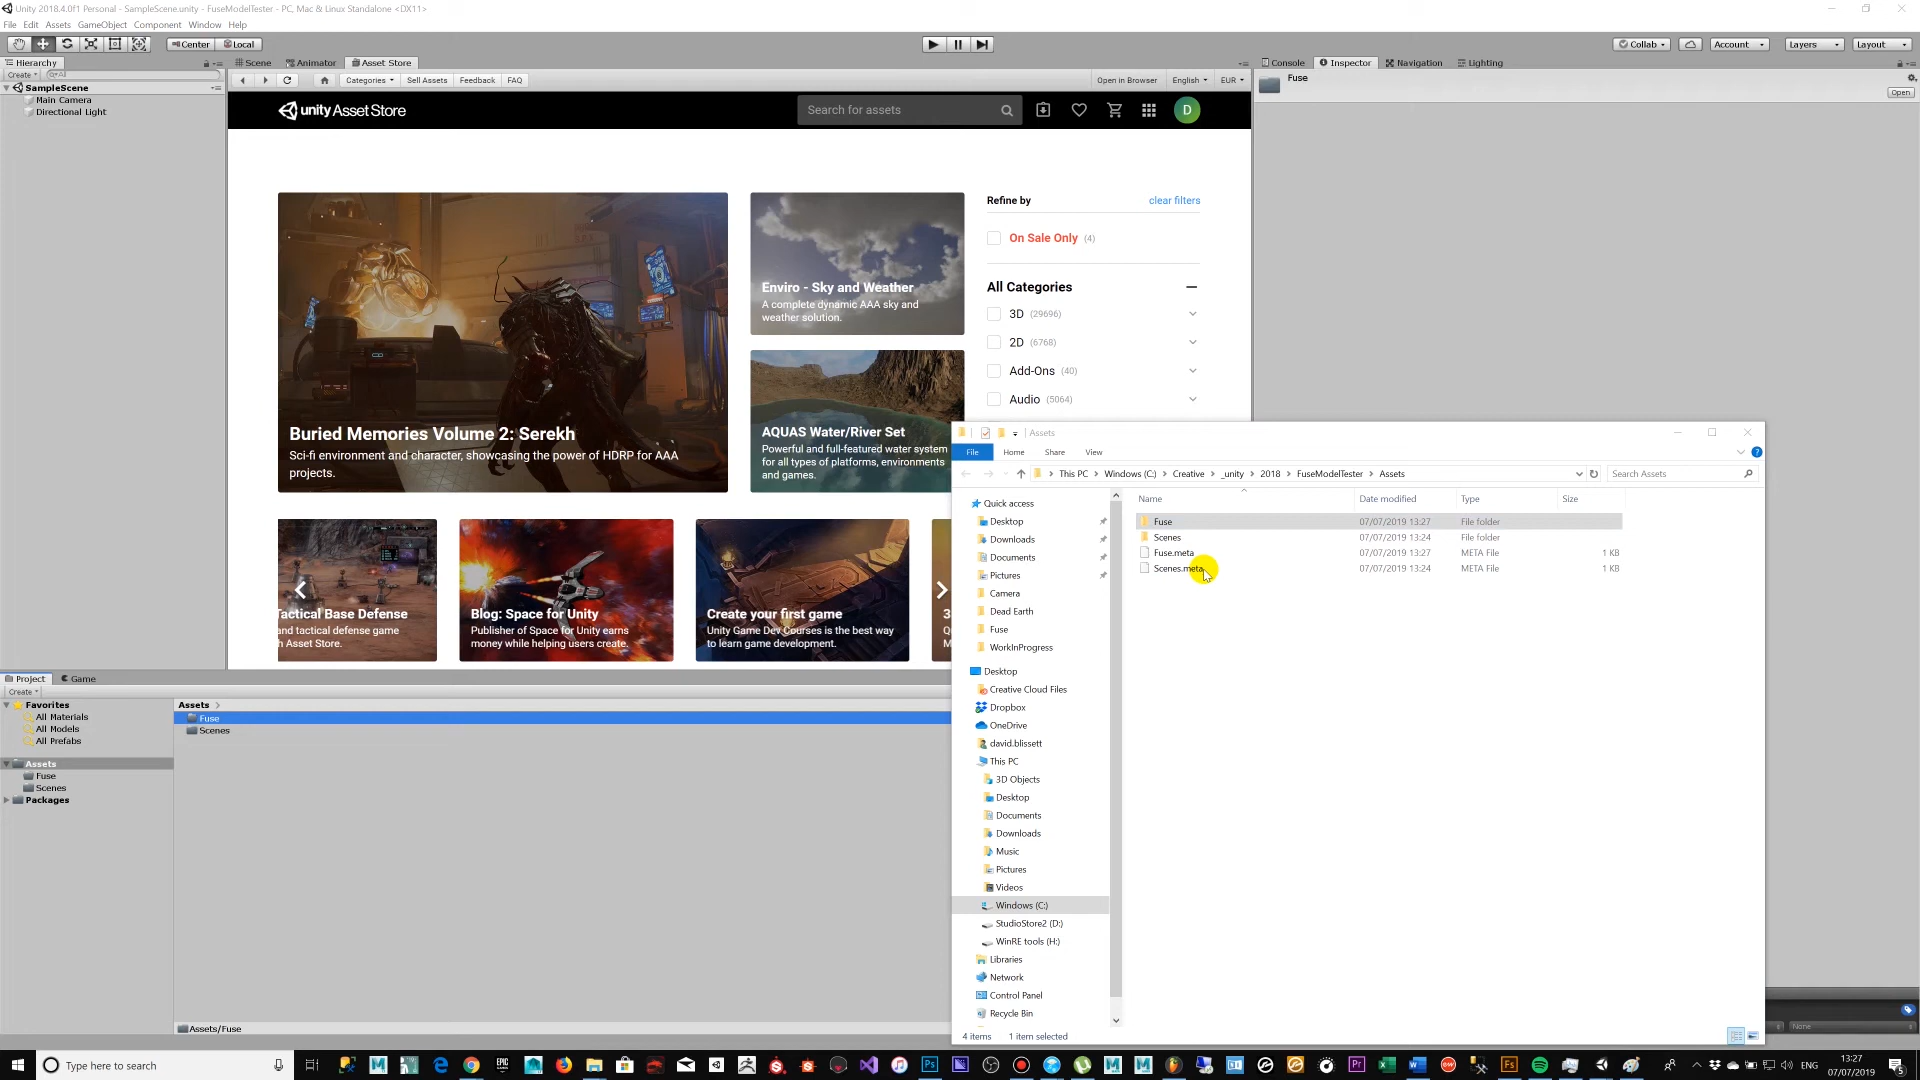 Unity 2018.4.0f1 Personal - SampleScene.unity - FuseModelTester - PC, Mac & Linux Standalone <DX11>
File Edit Assets GameObject Component Window Help
Center Local
Collab Account Layers Layout
Hierarchy
Create All
SampleScene
Main Camera
Directional Light
Scene Animator Asset Store
Categories Sell Assets Feedback FAQ
Open in Browser English EUR
unity Asset Store
Search for assets
D
Buried Memories Volume 2: Serekh
Sci-fi environment and character, showcasing the power of HDRP for AAA
projects.
Enviro - Sky and Weather
A complete dynamic AAA sky and
weather solution.
AQUAS Water/River Set
Powerful and full-featured water system
for all types of platforms, environments
and games.
Refine by clear filters
On Sale Only (4)
All Categories
3D (29696)
2D (6768)
Add-Ons (40)
Audio (5064)
Tactical Base Defense
and tactical defense game
n Asset Store.
Blog: Space for Unity
Publisher of Space for Unity earns
money while helping users create.
Create your first game
Unity Game Dev Courses is the best way
to learn game development.
Console Inspector Navigation Lighting
Fuse
Open
Project Game
Create
Favorites
All Materials
All Models
All Prefabs
Assets
Fuse
Scenes
Packages
Assets
Fuse
Scenes
Assets/Fuse
Assets
File Home Share View
This PC > Windows (C:) > Creative > _unity > 2018 > FuseModelTester > Assets
Search Assets
Name Date modified Type Size
Fuse 07/07/2019 13:27 File folder
Scenes 07/07/2019 13:24 File folder
Fuse.meta 07/07/2019 13:27 META File 1 KB
Scenes.meta 07/07/2019 13:24 META File 1 KB
Quick access
Desktop
Downloads
Documents
Pictures
Camera
Dead Earth
Fuse
WorkInProgress
Desktop
Creative Cloud Files
Dropbox
OneDrive
david.blissett
This PC
3D Objects
Desktop
Documents
Downloads
Music
Pictures
Videos
Windows (C:)
StudioStore2 (D:)
WinRE tools (H:)
Libraries
Network
Control Panel
Recycle Bin
4 items 1 item selected
None
Type here to search
ENG
13:27
07/07/2019